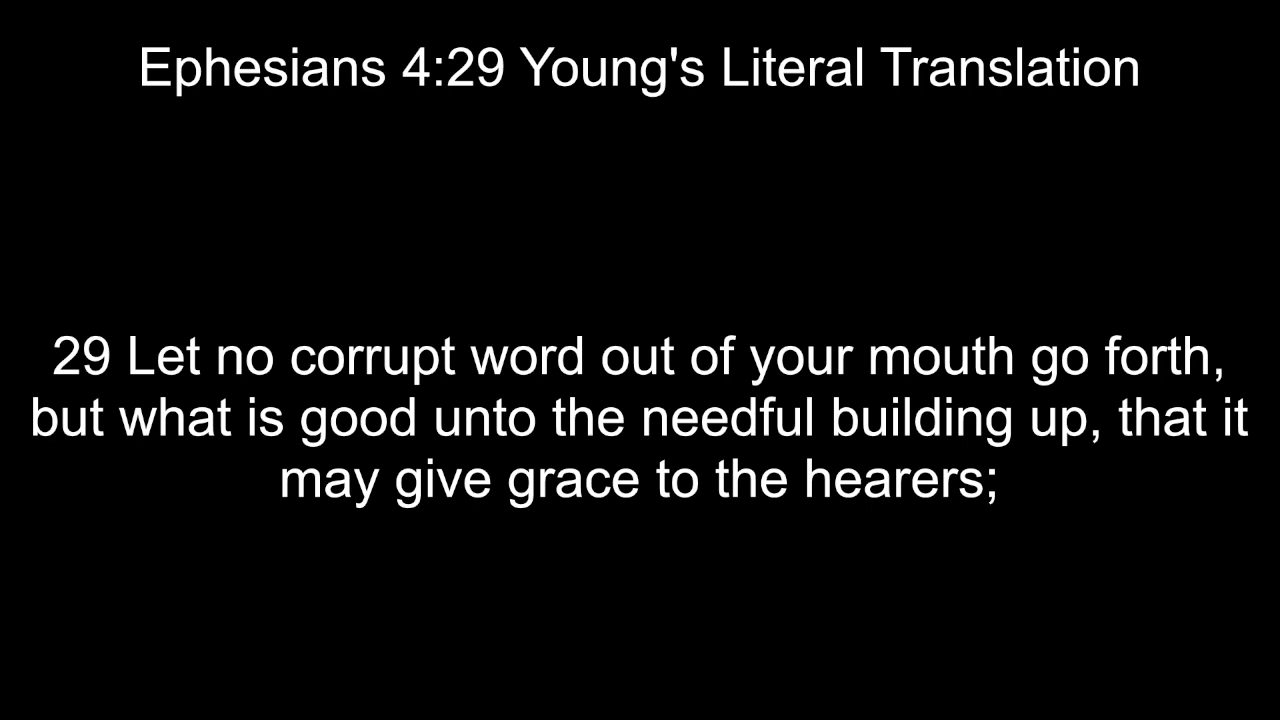 Ephesians 4:29 Young's Literal Translation
29 Let no corrupt word out of your mouth go forth,
but what is good unto the needful building up, that it
may give grace to the hearers;